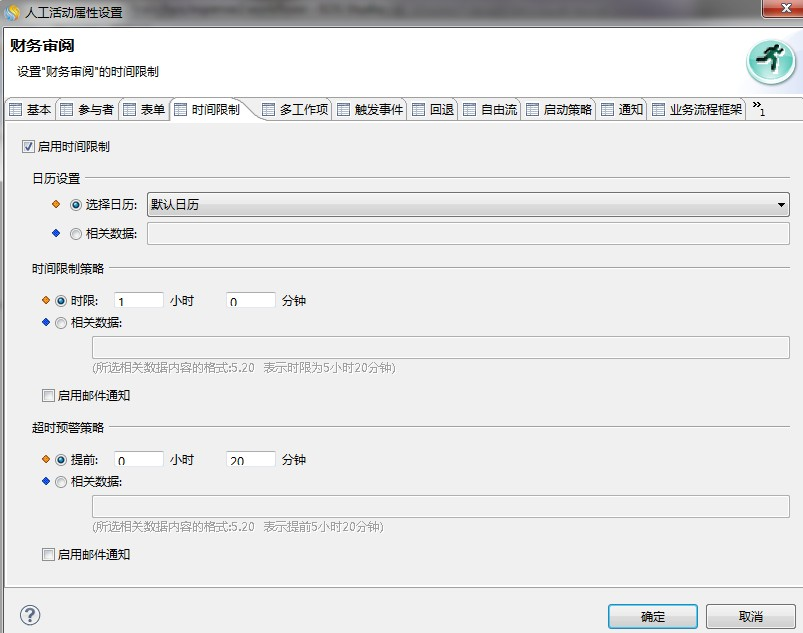 人工活动属性设置
财务审阅
设置"财务审阅"的时间限制
基本 参与者 表单 时间限制 多工作项 触发事件 回退 自由流 启动策略 通知 业务流程框架 »1
启用时间限制
日历设置
选择日历: 默认日历
相关数据:
时间限制策略
时限: 1 小时 0 分钟
相关数据:
(所选相关数据内容的格式:5.20 表示时限为5小时20分钟)
启用邮件通知
超时预警策略
提前: 0 小时 20 分钟
相关数据:
(所选相关数据内容的格式:5.20 表示提前5小时20分钟)
启用邮件通知
?
确定 取消